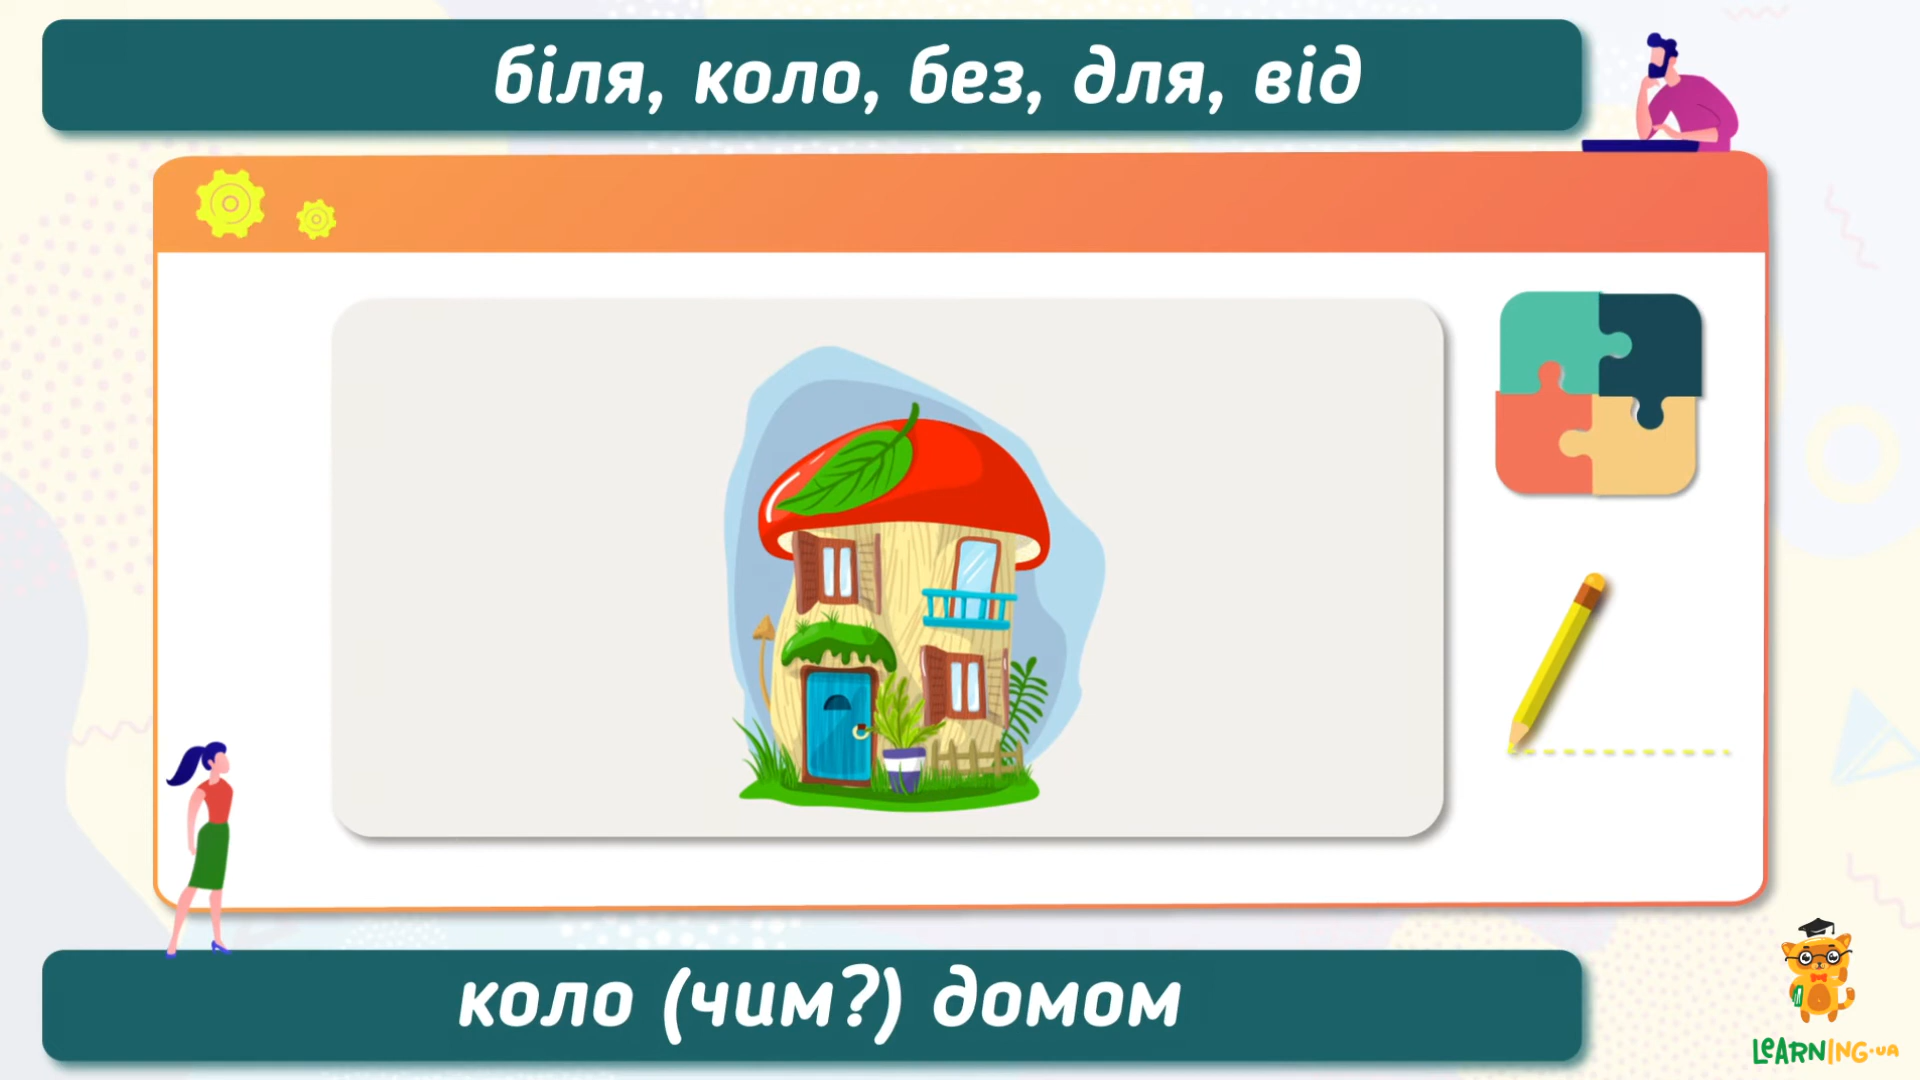 біля, коло, без, для, від
коло (чим?) домом
LEARNING.UA